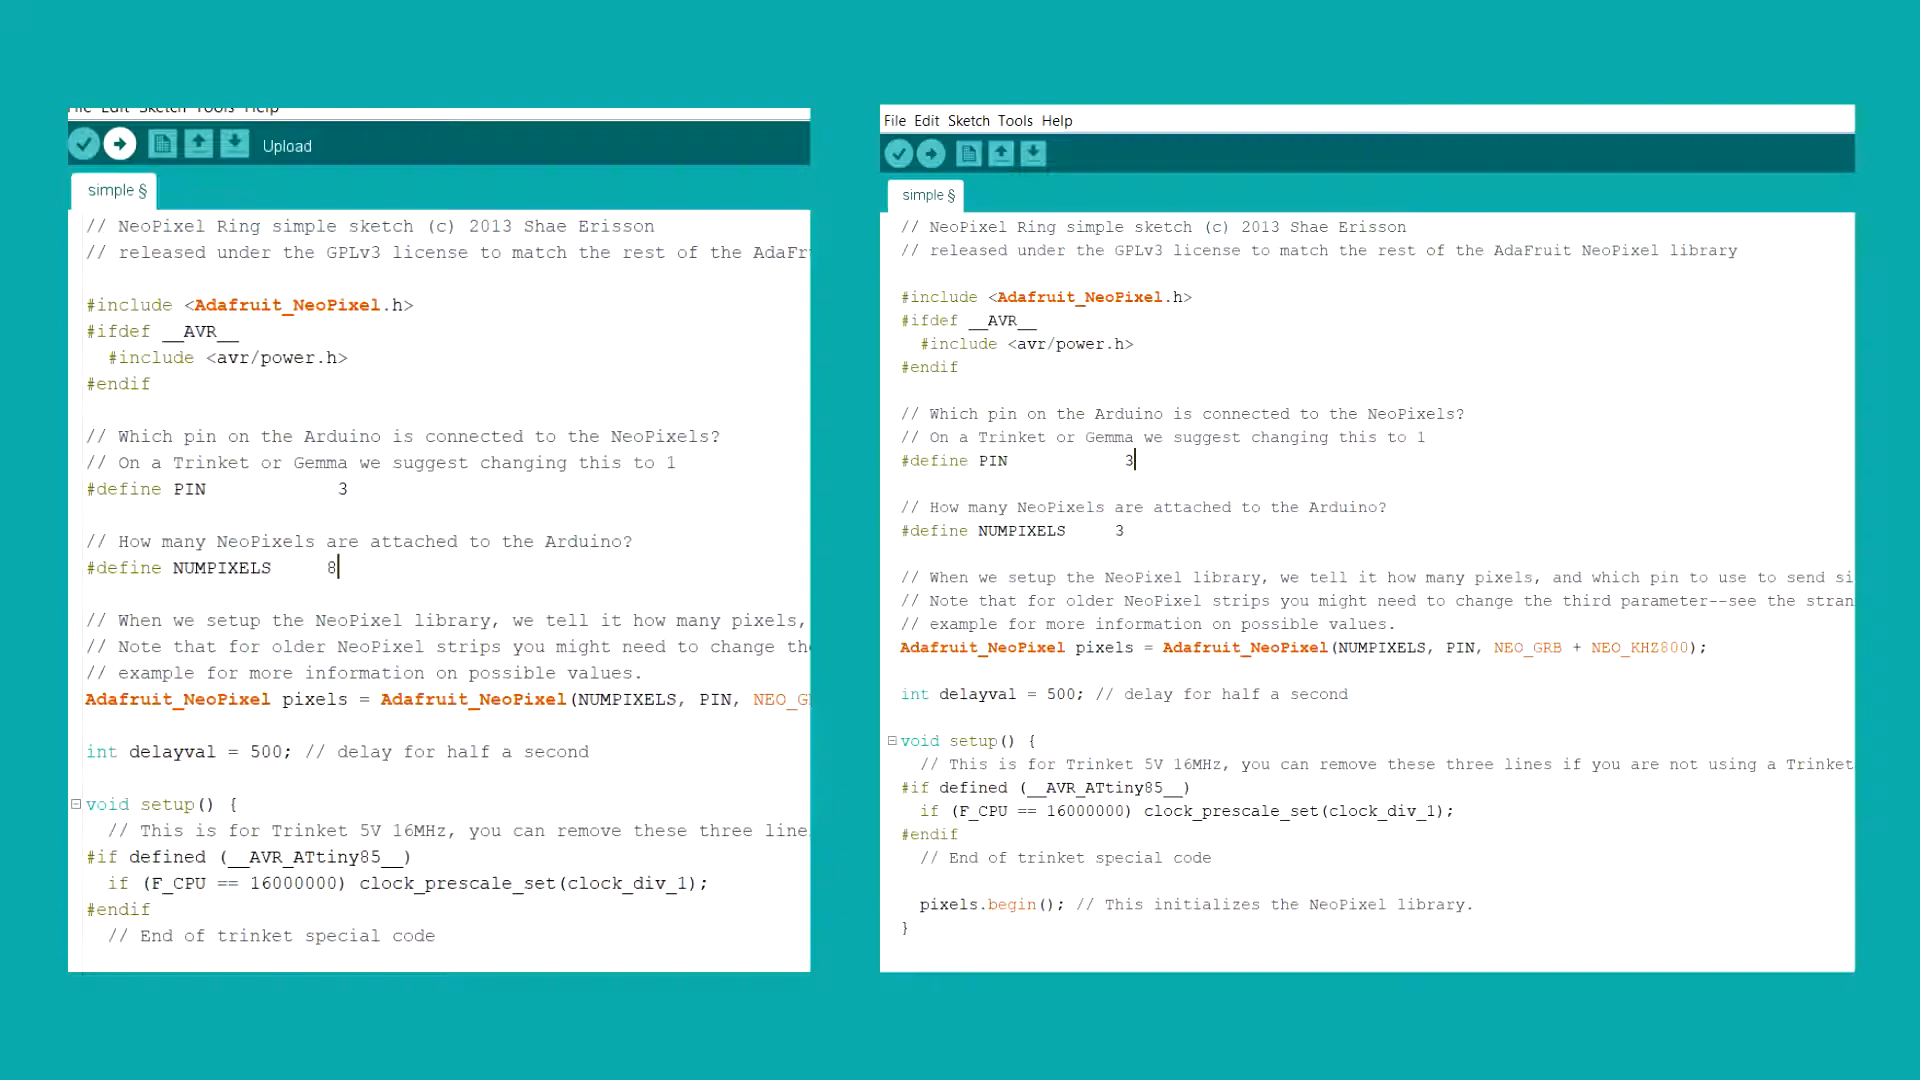 File Edit Sketch Tools Help
Upload
simple §
// NeoPixel Ring simple sketch (c) 2013 Shae Erisson
// released under the GPLv3 license to match the rest of the AdaFr
#include <Adafruit_NeoPixel.h>
#ifdef __AVR__
#include <avr/power.h>
#endif
// Which pin on the Arduino is connected to the NeoPixels?
// On a Trinket or Gemma we suggest changing this to 1
#define PIN 3
// How many NeoPixels are attached to the Arduino?
#define NUMPIXELS 8
// When we setup the NeoPixel library, we tell it how many pixels,
// Note that for older NeoPixel strips you might need to change th
// example for more information on possible values.
Adafruit_NeoPixel pixels = Adafruit_NeoPixel(NUMPIXELS, PIN, NEO_G
int delayval = 500; // delay for half a second
void setup() {
// This is for Trinket 5V 16MHz, you can remove these three line
#if defined (__AVR_ATtiny85__)
if (F_CPU == 16000000) clock_prescale_set(clock_div_1);
#endif
// End of trinket special code
File Edit Sketch Tools Help
simple §
// NeoPixel Ring simple sketch (c) 2013 Shae Erisson
// released under the GPLv3 license to match the rest of the AdaFruit NeoPixel library
#include <Adafruit_NeoPixel.h>
#ifdef __AVR__
#include <avr/power.h>
#endif
// Which pin on the Arduino is connected to the NeoPixels?
// On a Trinket or Gemma we suggest changing this to 1
#define PIN 3
// How many NeoPixels are attached to the Arduino?
#define NUMPIXELS 3
// When we setup the NeoPixel library, we tell it how many pixels, and which pin to use to send si
// Note that for older NeoPixel strips you might need to change the third parameter--see the stran
// example for more information on possible values.
Adafruit_NeoPixel pixels = Adafruit_NeoPixel(NUMPIXELS, PIN, NEO_GRB + NEO_KHZ800);
int delayval = 500; // delay for half a second
void setup() {
// This is for Trinket 5V 16MHz, you can remove these three lines if you are not using a Trinket
#if defined (__AVR_ATtiny85__)
if (F_CPU == 16000000) clock_prescale_set(clock_div_1);
#endif
// End of trinket special code
pixels.begin(); // This initializes the NeoPixel library.
}